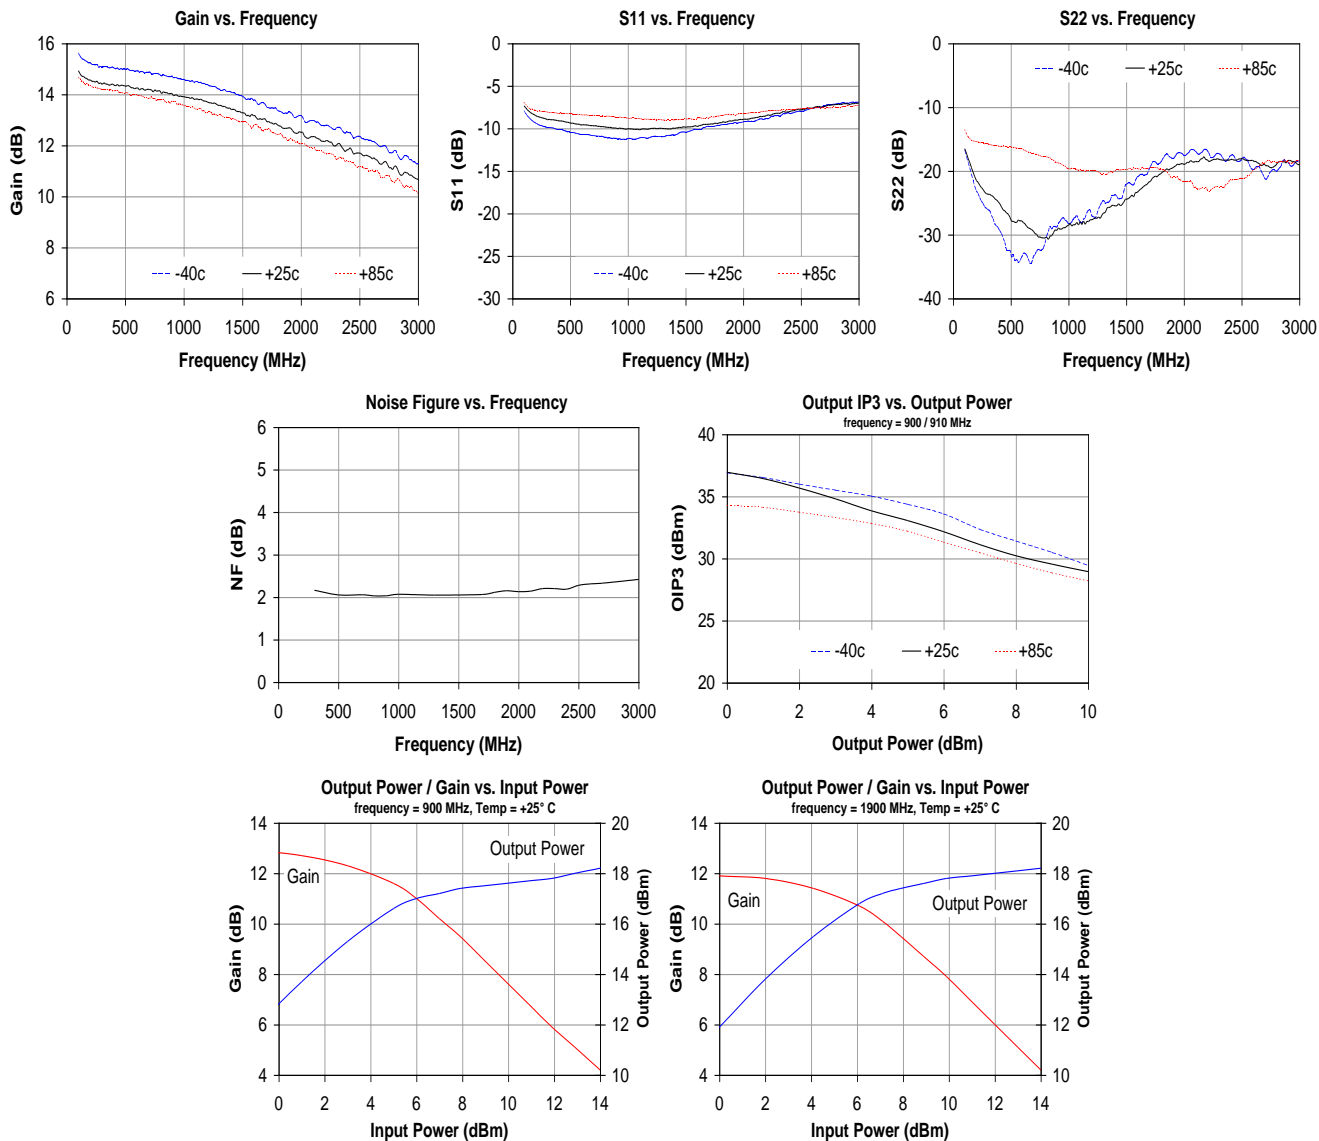 Gain vs. Frequency
16
14
12
10
8
6
Gain (dB)
-40c +25c +85c
0 500 1000 1500 2000 2500 3000
Frequency (MHz)
S11 vs. Frequency
0
-5
-10
-15
-20
-25
-30
S11 (dB)
-40c +25c +85c
0 500 1000 1500 2000 2500 3000
Frequency (MHz)
S22 vs. Frequency
0
-10
-20
-30
-40
S22 (dB)
-40c +25c +85c
0 500 1000 1500 2000 2500 3000
Frequency (MHz)
Noise Figure vs. Frequency
6
5
4
3
2
1
0
NF (dB)
0 500 1000 1500 2000 2500 3000
Frequency (MHz)
Output IP3 vs. Output Power
frequency = 900 / 910 MHz
40
35
30
25
20
OIP3 (dBm)
-40c +25c +85c
0 2 4 6 8 10
Output Power (dBm)
Output Power / Gain vs. Input Power
frequency = 900 MHz, Temp = +25° C
14
12
10
8
6
4
Gain (dB)
Gain
Output Power
20
18
16
14
12
10
Output Power (dBm)
0 2 4 6 8 10 12 14
Input Power (dBm)
Output Power / Gain vs. Input Power
frequency = 1900 MHz, Temp = +25° C
14
12
10
8
6
4
Gain (dB)
Gain
Output Power
20
18
16
14
12
10
Output Power (dBm)
0 2 4 6 8 10 12 14
Input Power (dBm)